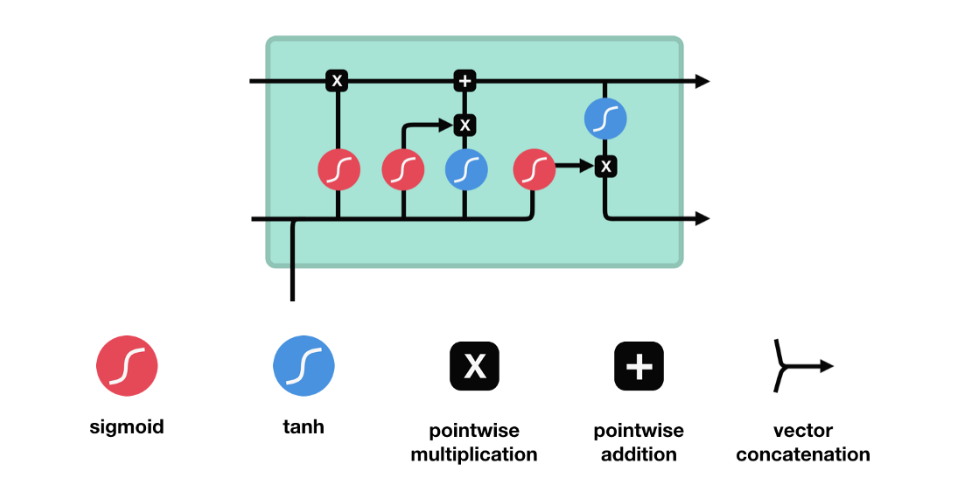 X
+
X
X
X
+
sigmoid
tanh
pointwise
multiplication
pointwise
addition
vector
concatenation